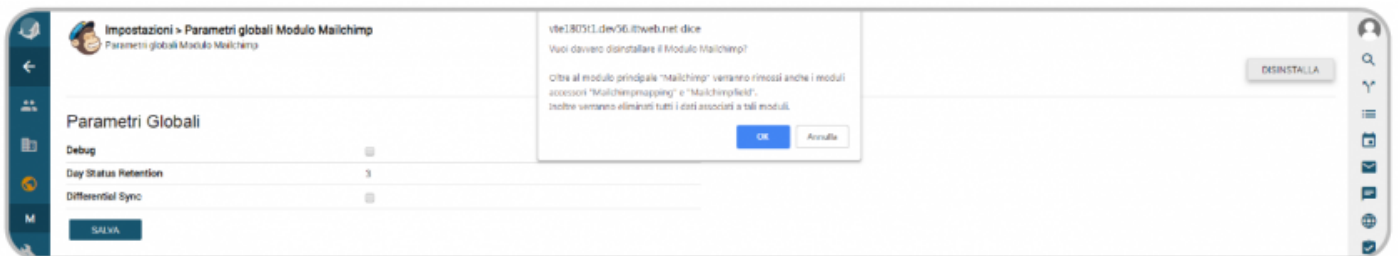 Impostazioni > Parametri globali Modulo Mailchimp
Parametri globali Modulo Mailchimp
vte1805t1.dev56.ittweb.net dice
Vuoi davvero disinstallare il Modulo Mailchimp?
Oltre al modulo principale "Mailchimp" verranno rimossi anche i moduli
accessori "Mailchimpmapping" e "Mailchimpfield".
Inoltre verranno eliminati tutti i dati associati a tali moduli.
OK
Annulla
DISINSTALLA
Parametri Globali
Debug
Day Status Retention
3
Differential Sync
SALVA
M